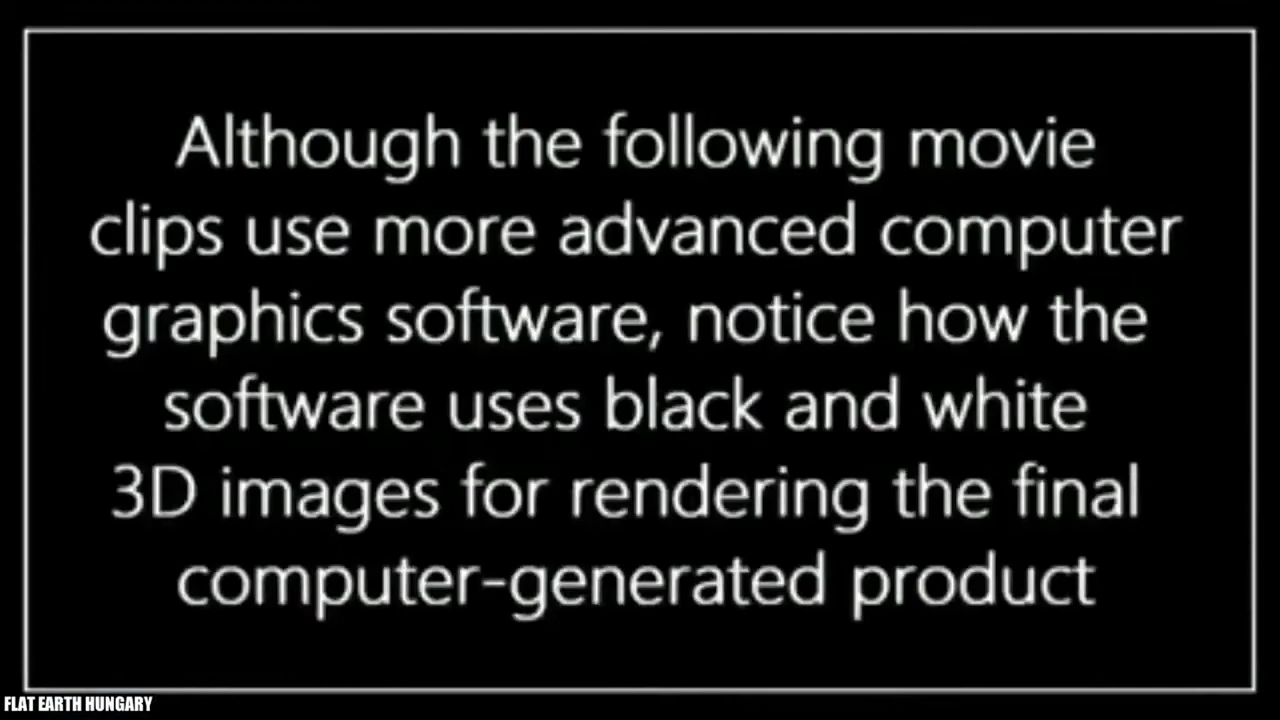 Although the following movie
clips use more advanced computer
graphics software, notice how the
software uses black and white
3D images for rendering the final
computer-generated product
FLAT EARTH HUNGARY